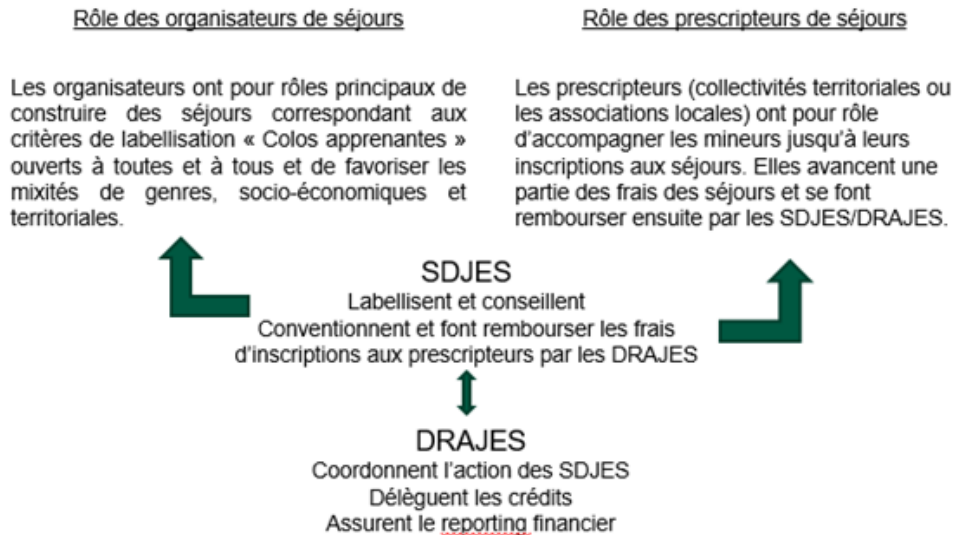 Rôle des organisateurs de séjours
Les organisateurs ont pour rôles principaux de
construire des séjours correspondant aux
critères de labellisation « Colos apprenantes »
ouverts à toutes et à tous et de favoriser les
mixités de genres, socio-économiques et
territoriales.
Rôle des prescripteurs de séjours
Les prescripteurs (collectivités territoriales ou
les associations locales) ont pour rôle
d’accompagner les mineurs jusqu’à leurs
inscriptions aux séjours. Elles avancent une
partie des frais des séjours et se font
rembourser ensuite par les SDJES/DRAJES.
SDJES
Labellisent et conseillent
Conventionnent et font rembourser les frais
d’inscriptions aux prescripteurs par les DRAJES
DRAJES
Coordonnent l’action des SDJES
Délèguent les crédits
Assurent le reporting financier